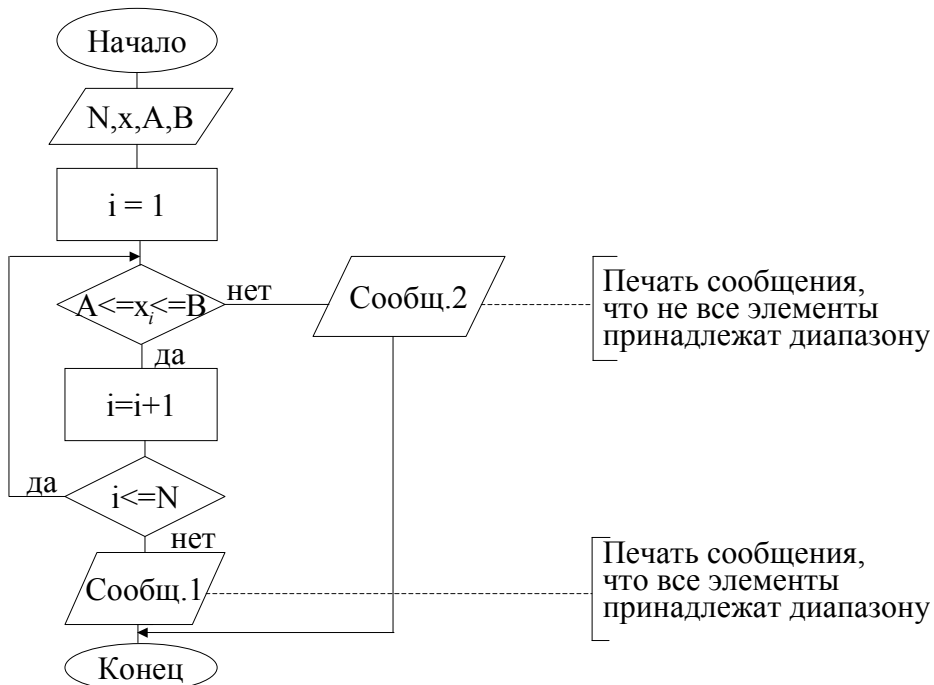 Начало
N,x,A,B
i = 1
A<=x_i<=B
нет
Сообщ.2
Печать сообщения,
что не все элементы
принадлежат диапазону
да
i=i+1
да
i<=N
нет
Сообщ.1
Печать сообщения,
что все элементы
принадлежат диапазону
Конец